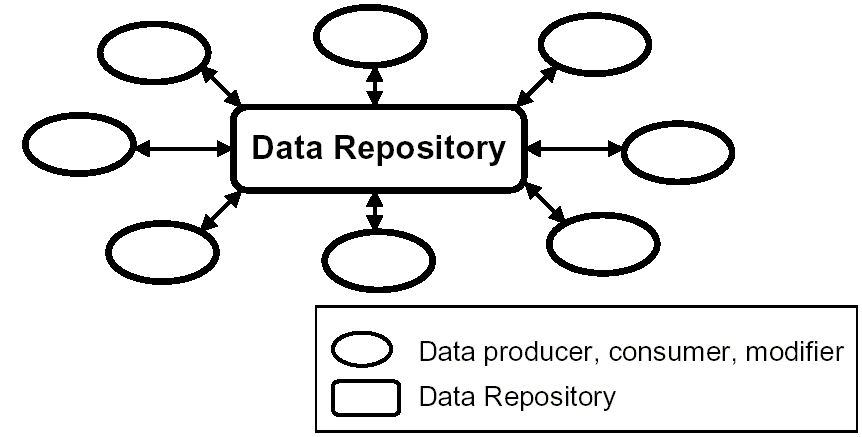 Data Repository
Data producer, consumer, modifier
Data Repository